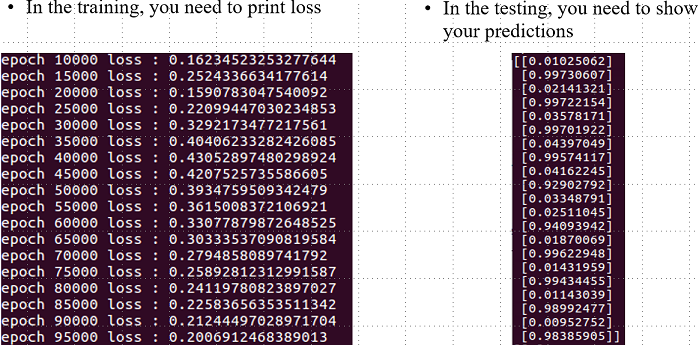 • In the training, you need to print loss
epoch 10000 loss : 0.16234523253277644
epoch 15000 loss : 0.2524336634177614
epoch 20000 loss : 0.1590783047540092
epoch 25000 loss : 0.22099447030234853
epoch 30000 loss : 0.3292173477217561
epoch 35000 loss : 0.40406233282426085
epoch 40000 loss : 0.43052897480298924
epoch 45000 loss : 0.4207525735586605
epoch 50000 loss : 0.3934759509342479
epoch 55000 loss : 0.3615008372106921
epoch 60000 loss : 0.33077879872648525
epoch 65000 loss : 0.30333537090819584
epoch 70000 loss : 0.2794858089741792
epoch 75000 loss : 0.25892812312991587
epoch 80000 loss : 0.24119780823897027
epoch 85000 loss : 0.22583656353511342
epoch 90000 loss : 0.21244497028971704
epoch 95000 loss : 0.2006912468389013
• In the testing, you need to show
your predictions
[[0.01025062]
[0.99730607]
[0.02141321]
[0.99722154]
[0.03578171]
[0.99701922]
[0.04397049]
[0.99574117]
[0.04162245]
[0.92902792]
[0.03348791]
[0.02511045]
[0.94093942]
[0.01870069]
[0.99622948]
[0.01431959]
[0.99434455]
[0.01143039]
[0.98992477]
[0.00952752]
[0.98385905]]